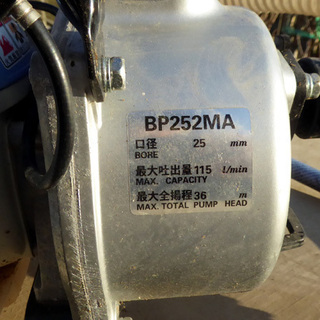 BP252MA
口径 25 mm
BORE
最大吐出量 115 ℓ/min
MAX. CAPACITY
最大全揚程 36 m
MAX. TOTAL PUMP HEAD